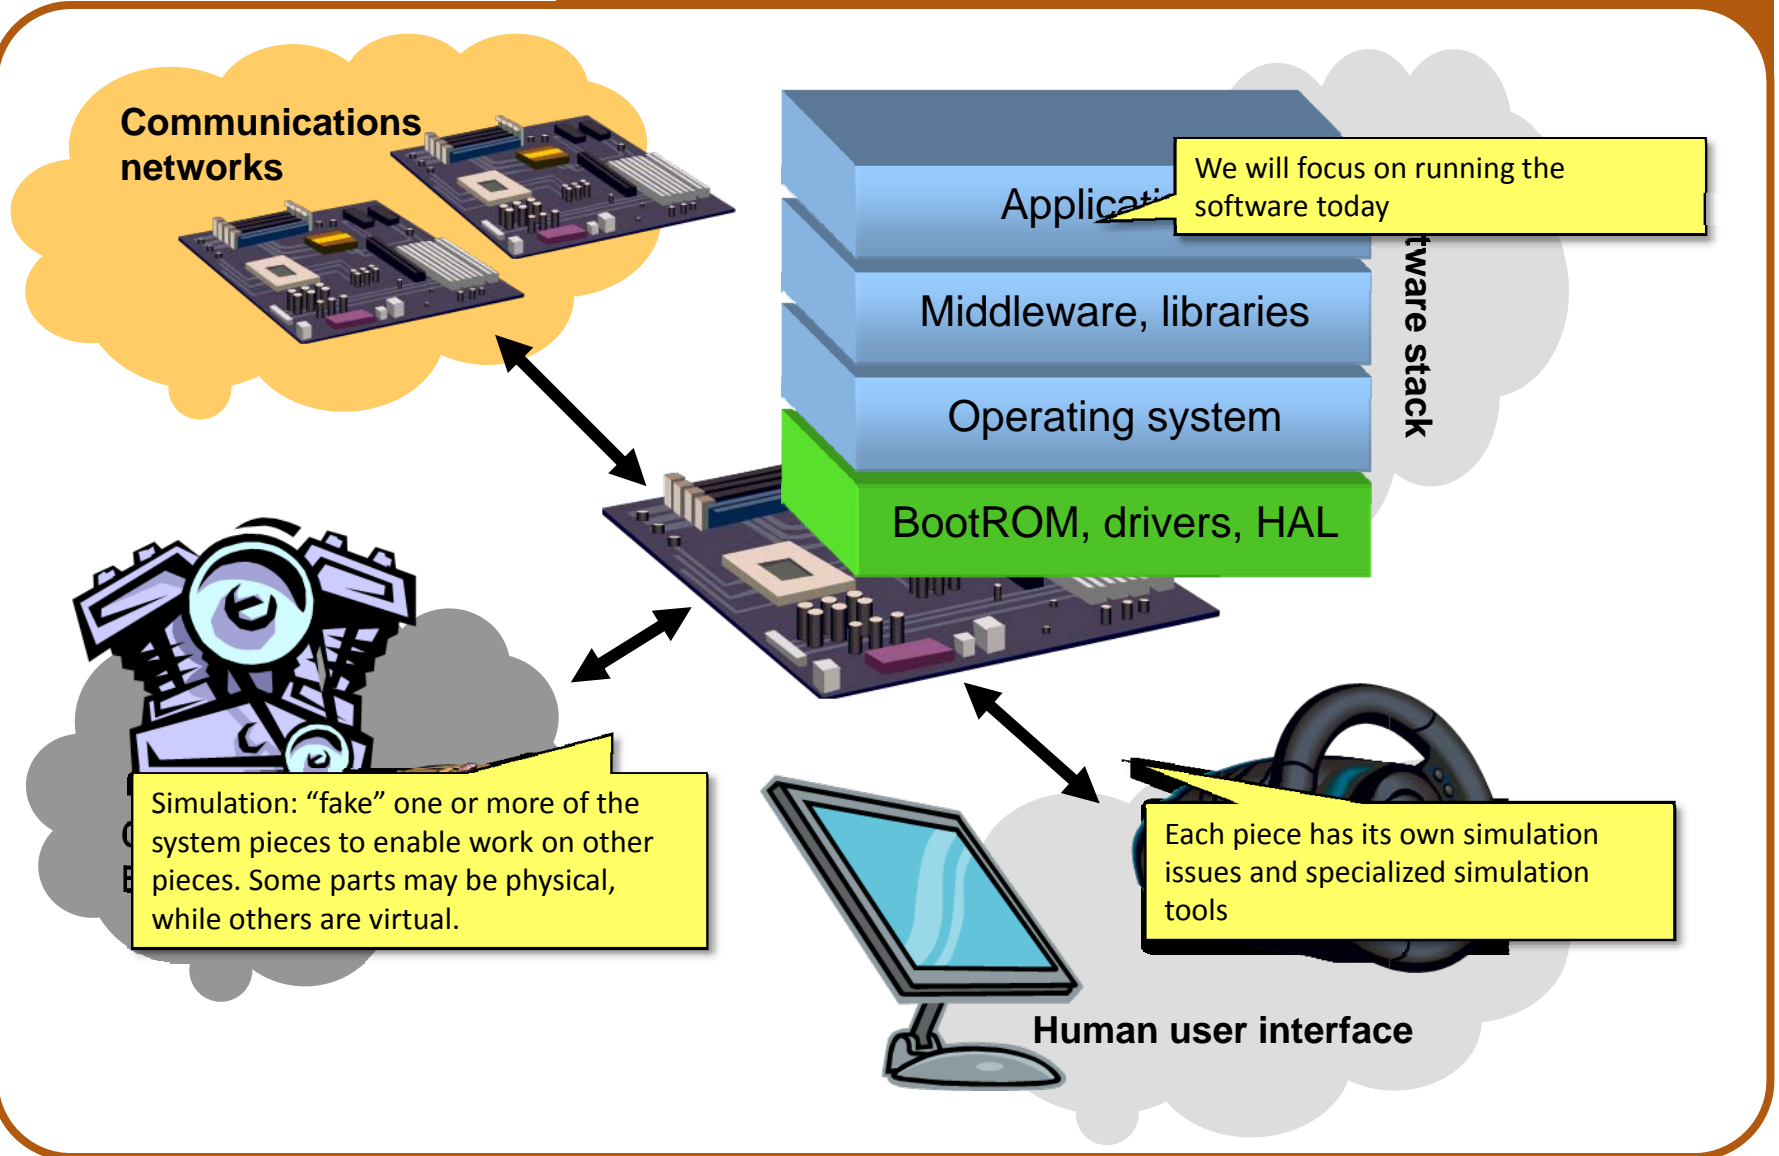 Communications
networks
We will focus on running the
software today
Middleware, libraries
Operating system
BootROM, drivers, HAL
stack
Simulation: “fake” one or more of the
system pieces to enable work on other
pieces. Some parts may be physical,
while others are virtual.
Each piece has its own simulation
issues and specialized simulation
tools
Human user interface